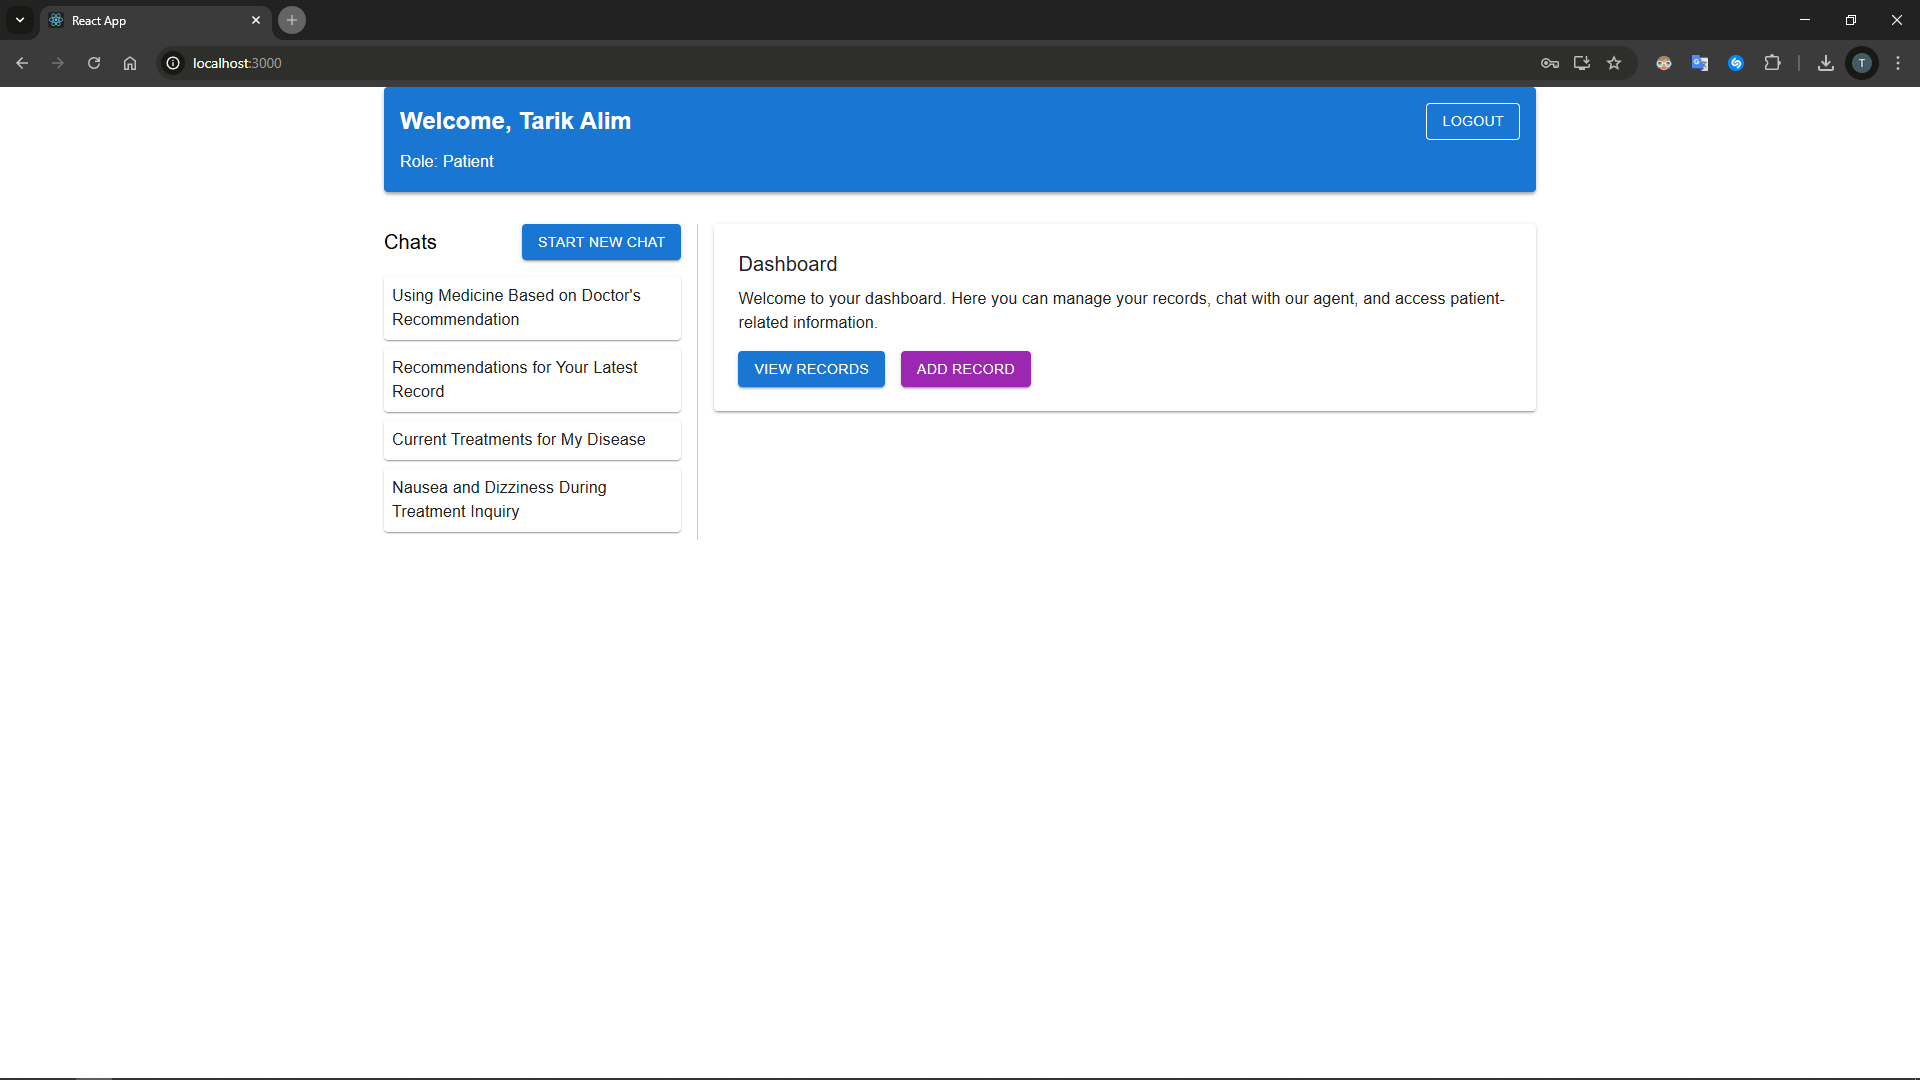 React App
localhost:3000
T
Welcome, Tarik Alim
LOGOUT
Role: Patient
Chats
START NEW CHAT
Using Medicine Based on Doctor's
Recommendation
Recommendations for Your Latest
Record
Current Treatments for My Disease
Nausea and Dizziness During
Treatment Inquiry
Dashboard
Welcome to your dashboard. Here you can manage your records, chat with our agent, and access patient-
related information.
VIEW RECORDS
ADD RECORD